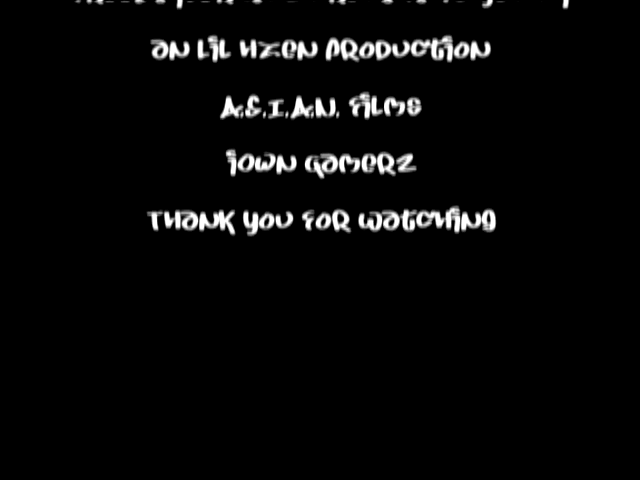 an Lil Hzen Production
A.S.I.A.N. Films
iown Gamerz
Thank you for watching